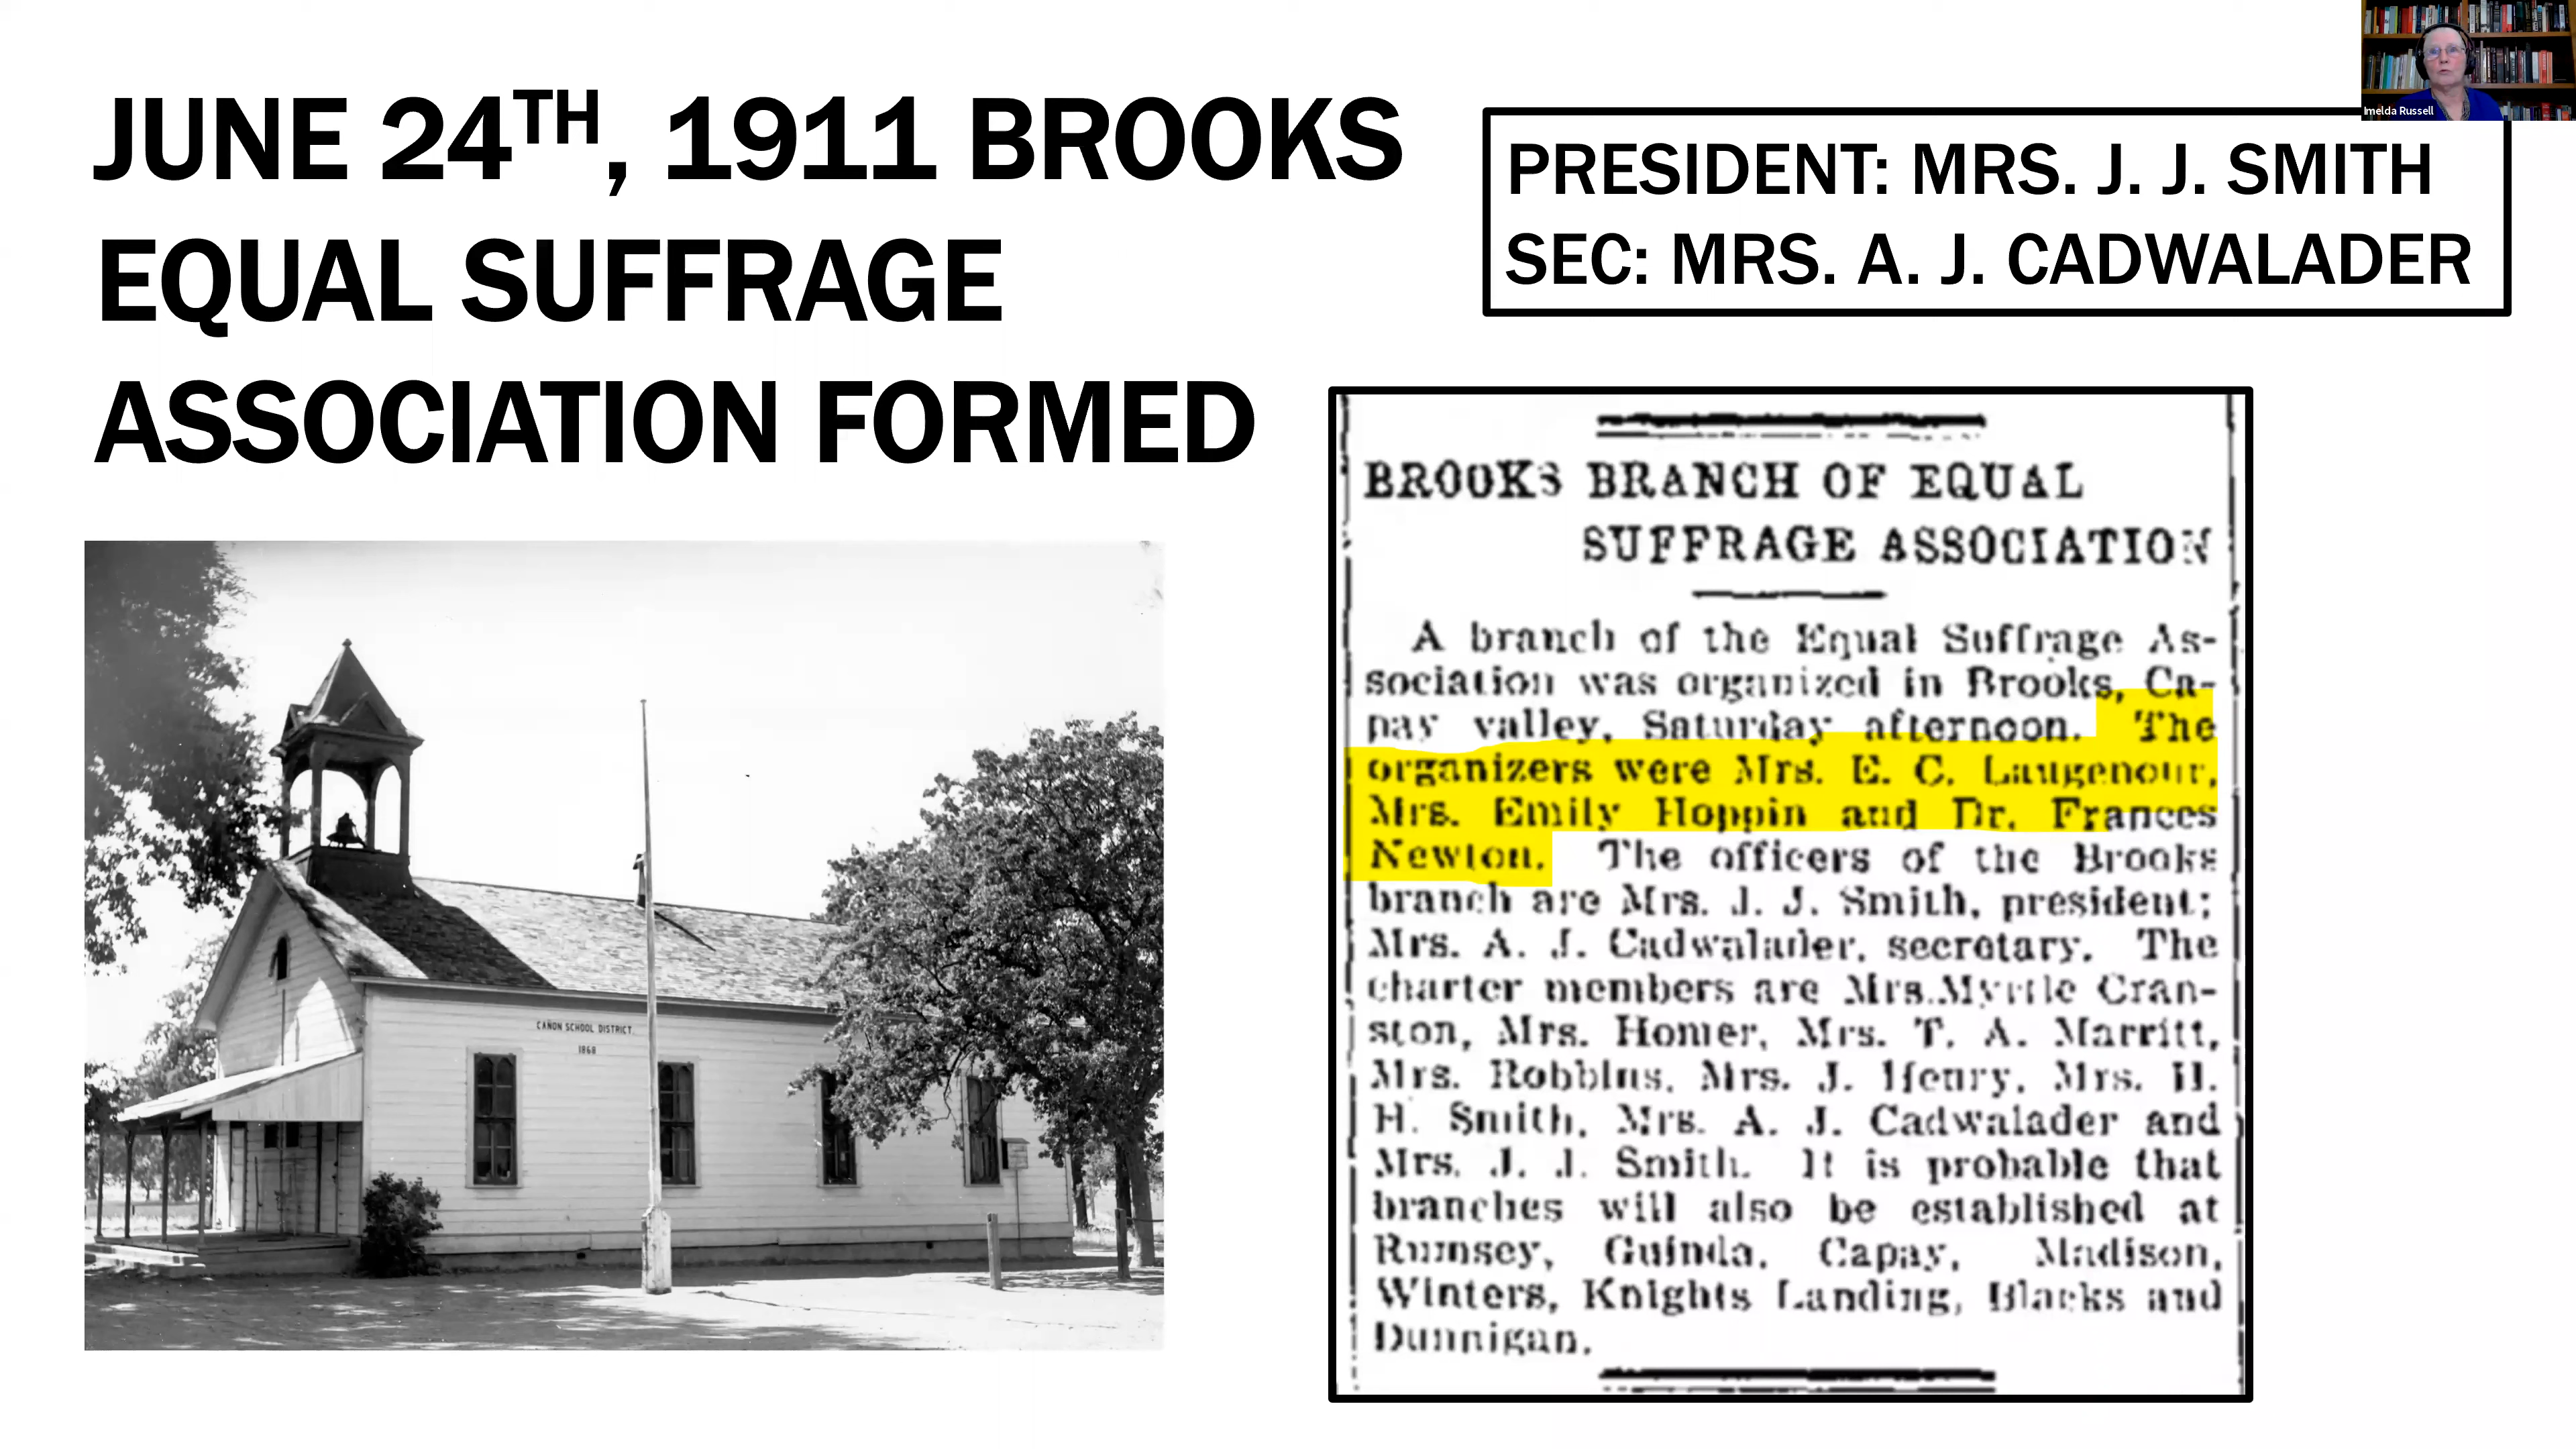 JUNE 24TH, 1911 BROOKS
EQUAL SUFFRAGE
ASSOCIATION FORMED
Imelda Russell
PRESIDENT: MRS. J. J. SMITH
SEC: MRS. A. J. CADWALADER
CAÑON SCHOOL DISTRICT
1868
BROOKS BRANCH OF EQUAL
SUFFRAGE ASSOCIATION
A branch of the Equal Suffrage As-
sociation was organized in Brooks, Ca-
pay valley, Saturday afternoon. The
organizers were Mrs. E. C. Laugenour,
Mrs. Emily Hoppin and Dr. Frances
Newton. The officers of the Brooks
branch are Mrs. J. J. Smith, president;
Mrs. A. J. Cadwalader, secretary. The
charter members are Mrs. Myrtle Cran-
ston, Mrs. Homer, Mrs. T. A. Marritt,
Mrs. Robbins, Mrs. J. Henry, Mrs. H.
H. Smith, Mrs. A. J. Cadwalader and
Mrs. J. J. Smith. It is probable that
branches will also be established at
Rumsey, Guinda, Capay, Madison,
Winters, Knights Landing, Blacks and
Dunnigan.